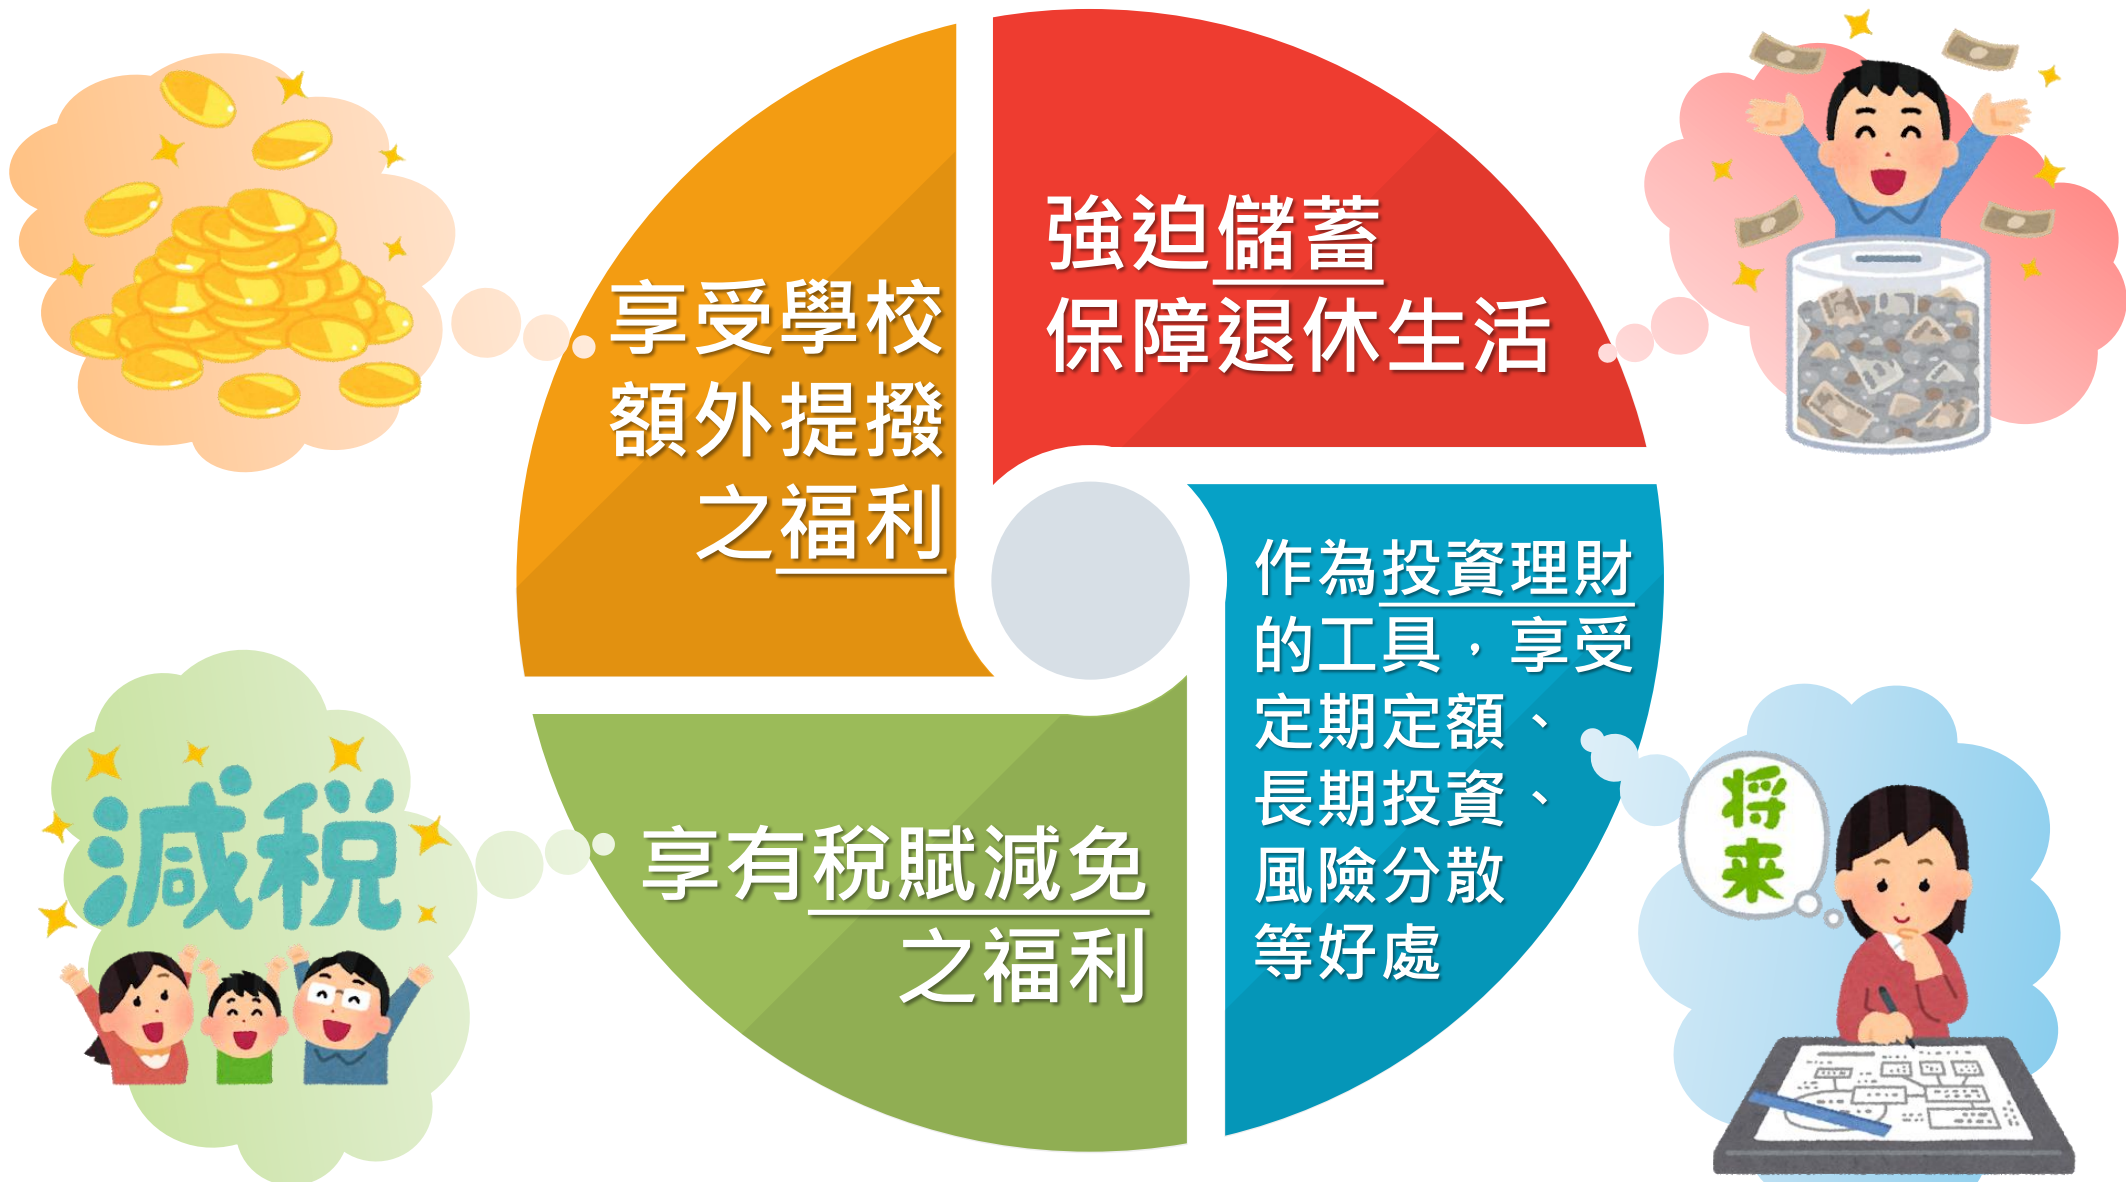 強迫儲蓄
保障退休生活
享受學校
額外提撥
之福利
作為投資理財
的工具，享受
定期定額、
長期投資、
風險分散
等好處
享有稅賦減免
之福利
減税
将
来